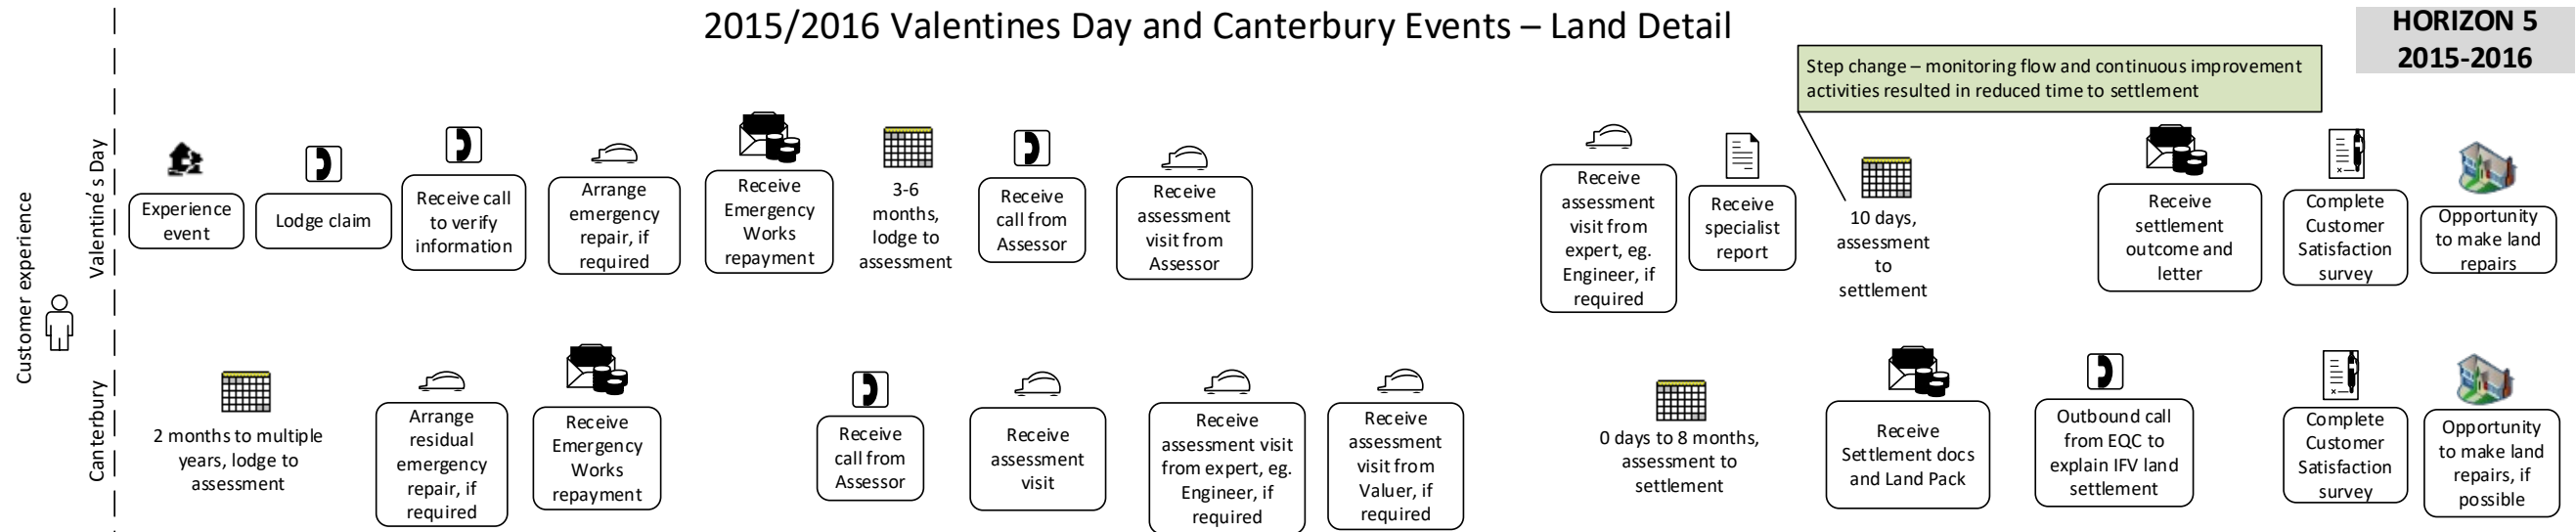 2015/2016 Valentines Day and Canterbury Events – Land Detail
HORIZON 5
2015-2016
Step change – monitoring flow and continuous improvement
activities resulted in reduced time to settlement
Customer experience
Valentine's Day
Experience
event
Lodge claim
Receive call
to verify
information
Arrange
emergency
repair, if
required
Receive
Emergency
Works
repayment
3-6
months,
lodge to
assessment
Receive
call from
Assessor
Receive
assessment
visit from
Assessor
Receive
assessment
visit from
expert, eg.
Engineer, if
required
Receive
specialist
report
10 days,
assessment
to
settlement
Receive
settlement
outcome and
letter
Complete
Customer
Satisfaction
survey
Opportunity
to make land
repairs
Canterbury
2 months to multiple
years, lodge to
assessment
Arrange
residual
emergency
repair, if
required
Receive
Emergency
Works
repayment
Receive
call from
Assessor
Receive
assessment
visit
Receive
assessment visit
from expert, eg.
Engineer, if
required
Receive
assessment
visit from
Valuer, if
required
0 days to 8 months,
assessment to
settlement
Receive
Settlement docs
and Land Pack
Outbound call
from EQC to
explain IFV land
settlement
Complete
Customer
Satisfaction
survey
Opportunity
to make land
repairs, if
possible